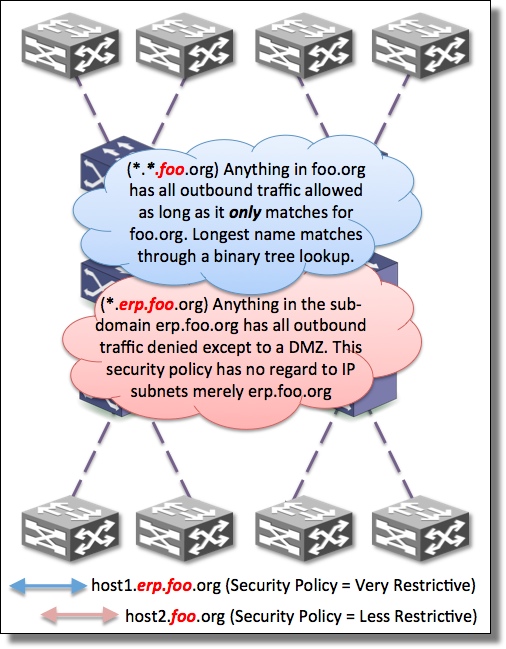 (*.*.foo.org) Anything in foo.org
has all outbound traffic allowed
as long as it only matches for
foo.org. Longest name matches
through a binary tree lookup.
(*.erp.foo.org) Anything in the sub-
domain erp.foo.org has all outbound
traffic denied except to a DMZ. This
security policy has no regard to IP
subnets merely erp.foo.org
host1.erp.foo.org (Security Policy = Very Restrictive)
host2.foo.org (Security Policy = Less Restrictive)